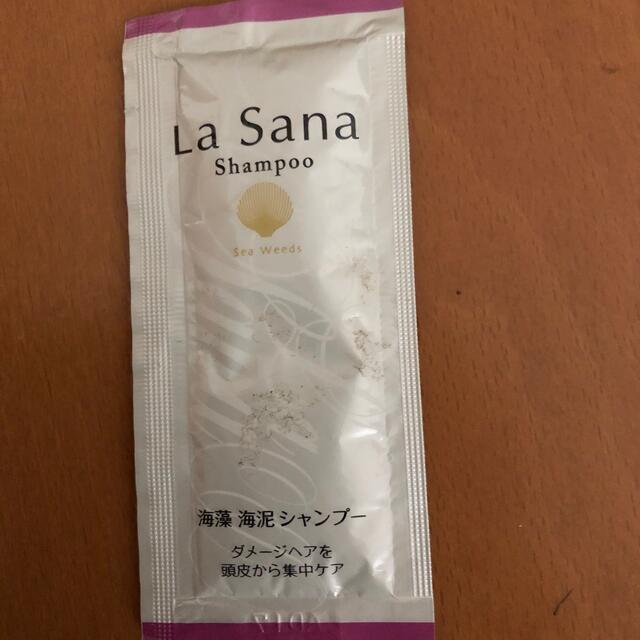 La Sana
Shampoo
Sea Weeds
海藻 海泥シャンプー
ダメージヘアを
頭皮から集中ケア